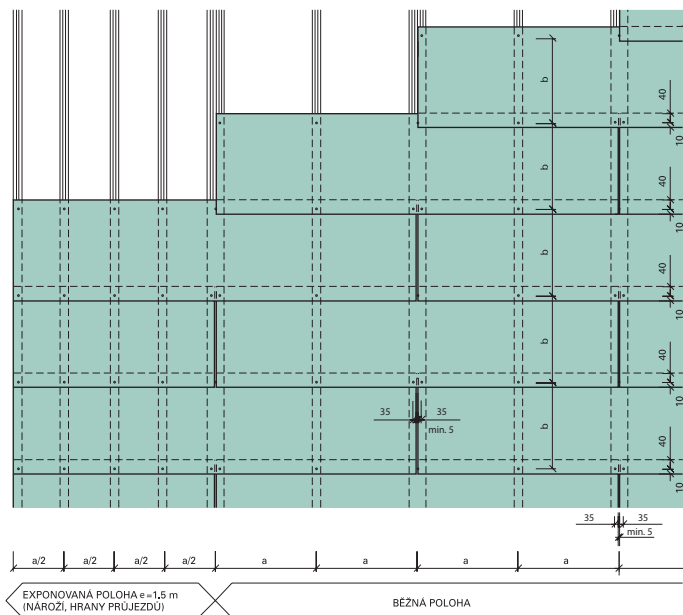 b
40
10
b
40
10
b
40
10
b
40
35
35
min. 5
10
b
40
10
35
35
min. 5
a/2
a/2
a/2
a/2
a
a
a
a
EXPONOVANÁ POLOHA e=1,5 m
(NÁROŽÍ, HRANY PRŮJEZDŮ)
BĚŽNÁ POLOHA